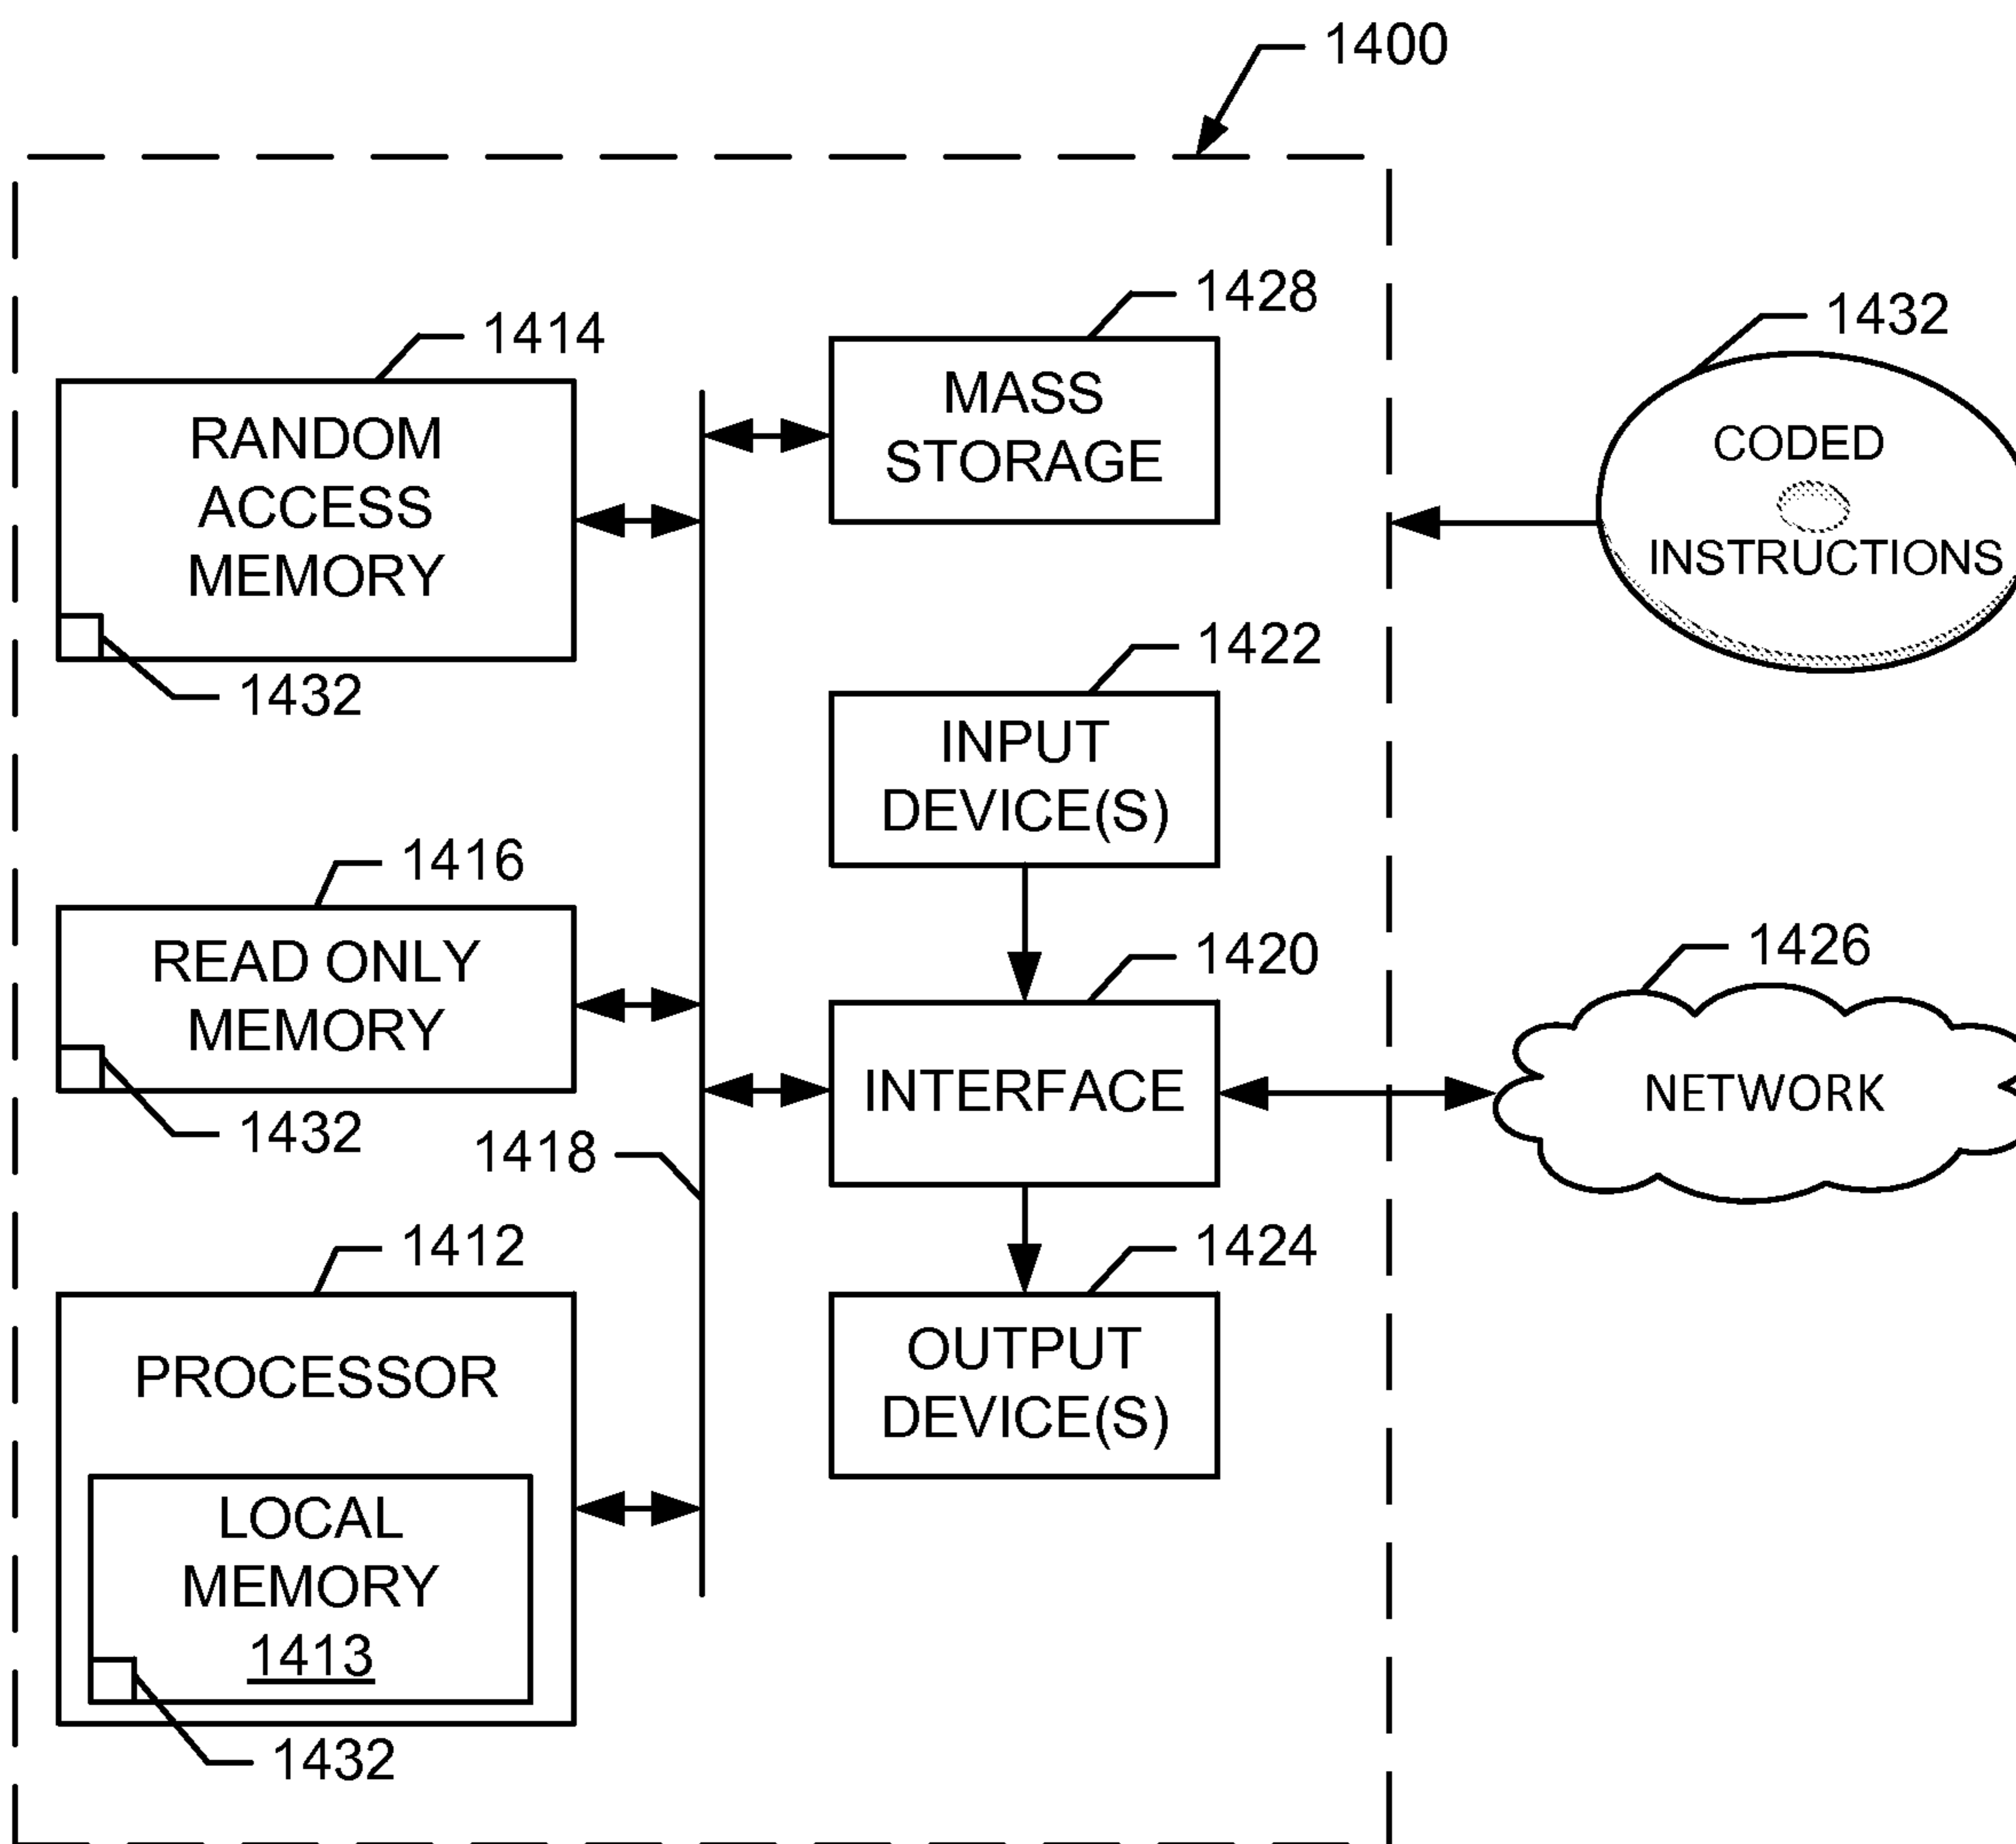 1400
1428
MASS
STORAGE
1414
RANDOM
ACCESS
MEMORY
1432
1432
CODED
INSTRUCTIONS
1422
INPUT
DEVICE(S)
1416
READ ONLY
MEMORY
1432
1420
INTERFACE
1426
NETWORK
1418
1412
PROCESSOR
LOCAL
MEMORY
1413
1432
1424
OUTPUT
DEVICE(S)